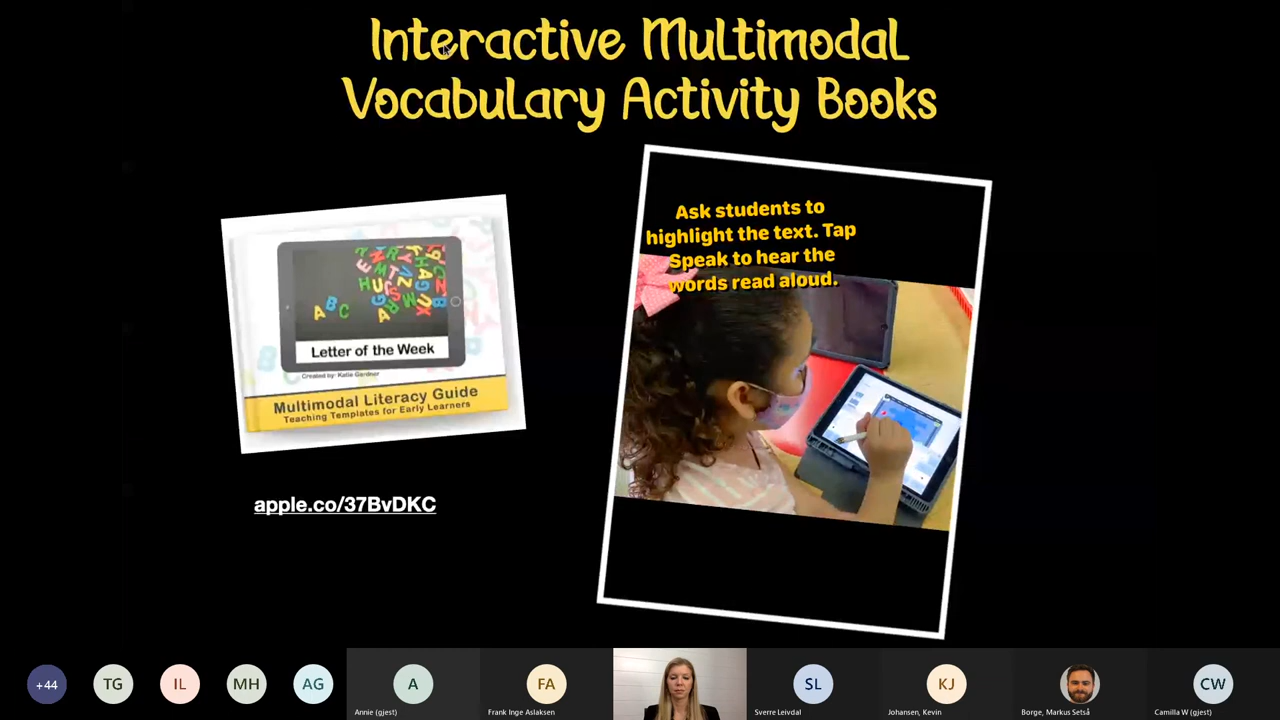 Interactive Multimodal
Vocabulary Activity Books
Ask students to
highlight the text. Tap
Speak to hear the
words read aloud.
A B C
Letter of the Week
Created by: Katie Gardner
Multimodal Literacy Guide
Teaching Templates for Early Learners
apple.co/37BvDKC
+44
TG
IL
MH
AG
A
FA
SL
KJ
CW
Annie (gjest)
Frank Inge Aslaksen
Sverre Leivdal
Johansen, Kevin
Borge, Markus Setså
Camilla W (gjest)